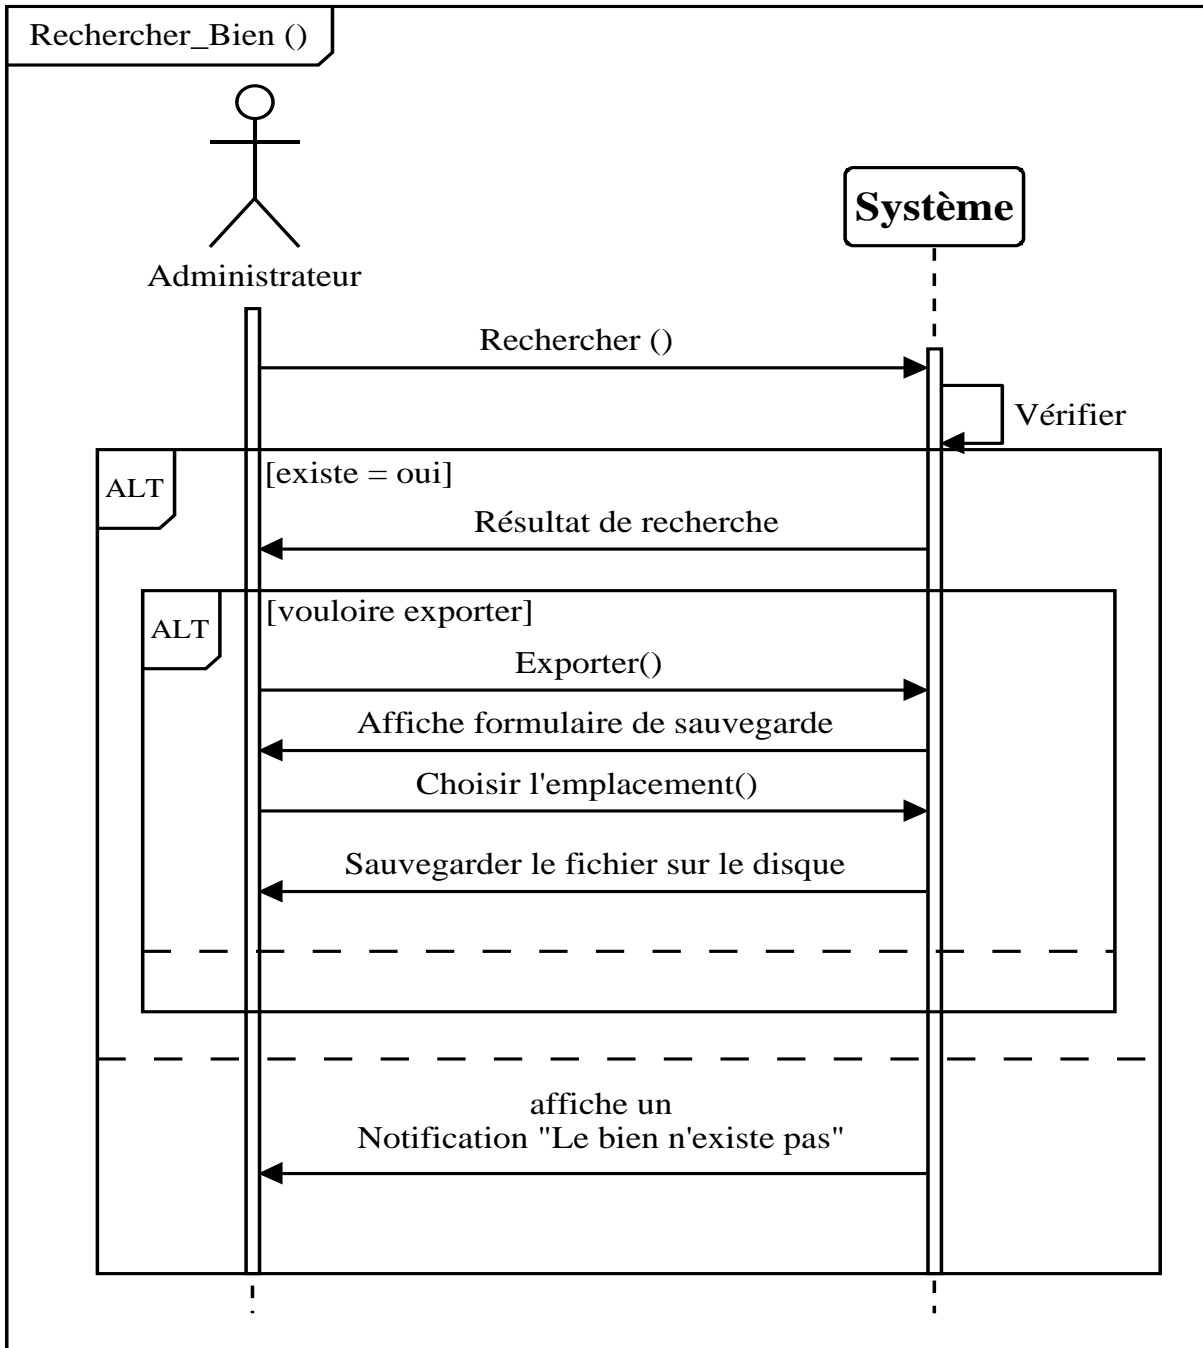 Rechercher_Bien ()
Système
Administrateur
Rechercher ()
Vérifier
ALT
[existe = oui]
Résultat de recherche
ALT
[vouloire exporter]
Exporter()
Affiche formulaire de sauvegarde
Choisir l'emplacement()
Sauvegarder le fichier sur le disque
affiche un
Notification "Le bien n'existe pas"